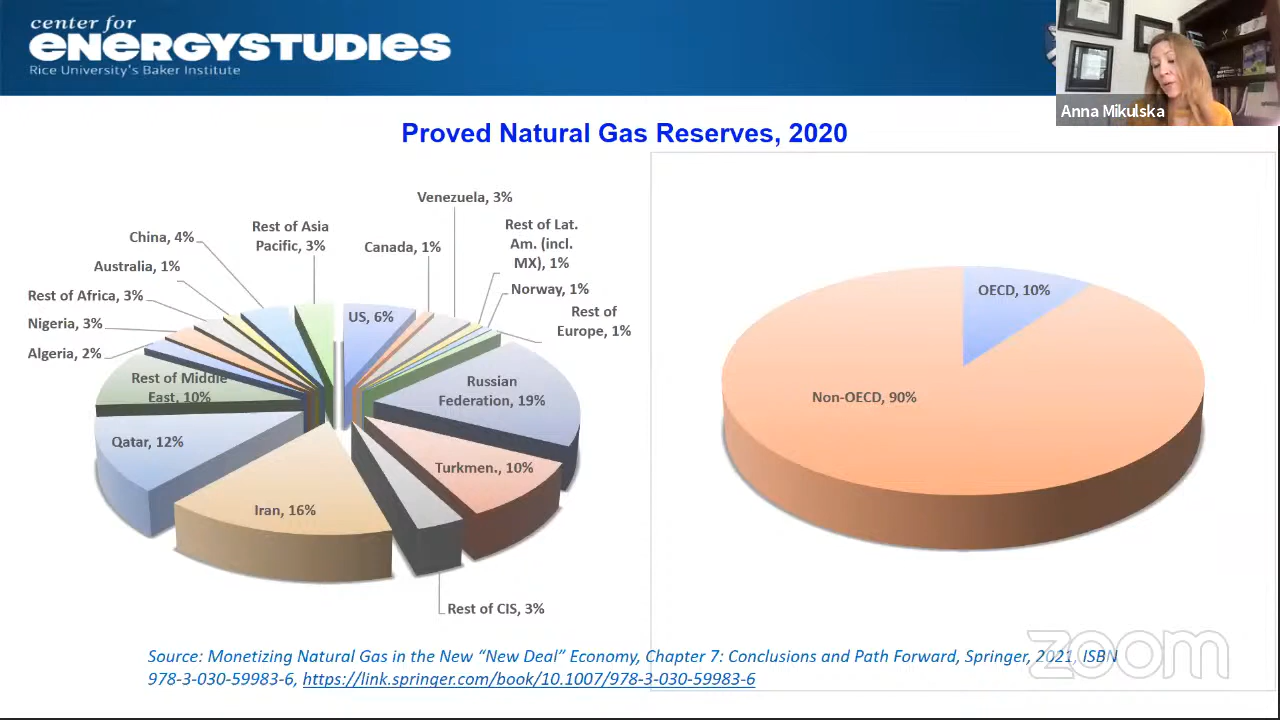 center for
ENERGYSTUDIES
Rice University's Baker Institute
Anna Mikulska
Proved Natural Gas Reserves, 2020
Venezuela, 3%
Rest of Asia
Pacific, 3%
China, 4%
Canada, 1%
Rest of Lat.
Am. (incl.
MX), 1%
Australia, 1%
Norway, 1%
Rest of Africa, 3%
Rest of
Europe, 1%
US, 6%
Nigeria, 3%
Algeria, 2%
Rest of Middle
East, 10%
Russian
Federation, 19%
Qatar, 12%
Turkmen., 10%
Iran, 16%
Rest of CIS, 3%
OECD, 10%
Non-OECD, 90%
Source: Monetizing Natural Gas in the New “New Deal” Economy, Chapter 7: Conclusions and Path Forward, Springer, 2021, ISBN
978-3-030-59983-6, https://link.springer.com/book/10.1007/978-3-030-59983-6
zoom